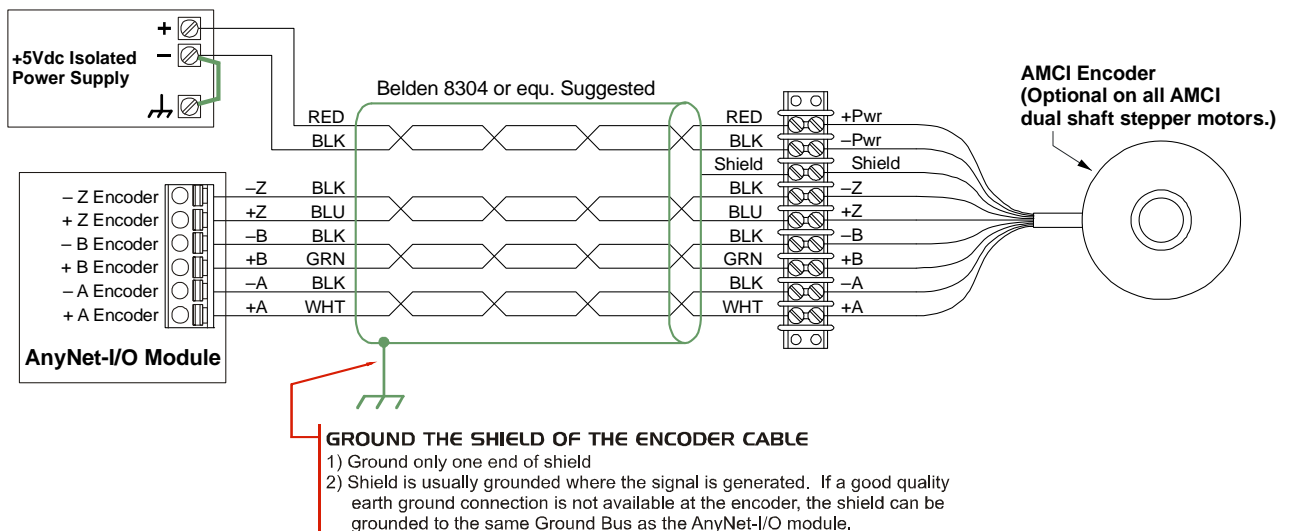 +
–
+5Vdc Isolated
Power Supply
Belden 8304 or equ. Suggested
RED
BLK
RED
BLK
Shield
+Pwr
–Pwr
Shield
AMCI Encoder
(Optional on all AMCI
dual shaft stepper motors.)
– Z Encoder –Z BLK BLK –Z
+ Z Encoder +Z BLU BLU +Z
– B Encoder –B BLK BLK –B
+ B Encoder +B GRN GRN +B
– A Encoder –A BLK BLK –A
+ A Encoder +A WHT WHT +A
AnyNet-I/O Module
GROUND THE SHIELD OF THE ENCODER CABLE
1) Ground only one end of shield
2) Shield is usually grounded where the signal is generated. If a good quality
earth ground connection is not available at the encoder, the shield can be
grounded to the same Ground Bus as the AnyNet-I/O module.